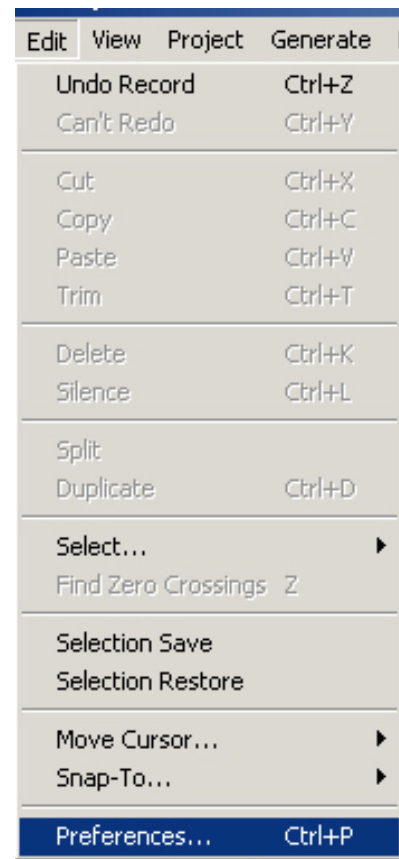 Edit View Project Generate
Undo Record Ctrl+Z
Can't Redo Ctrl+Y
Cut Ctrl+X
Copy Ctrl+C
Paste Ctrl+V
Trim Ctrl+T
Delete Ctrl+K
Silence Ctrl+L
Split
Duplicate Ctrl+D
Select...
Find Zero Crossings Z
Selection Save
Selection Restore
Move Cursor...
Snap-To...
Preferences... Ctrl+P